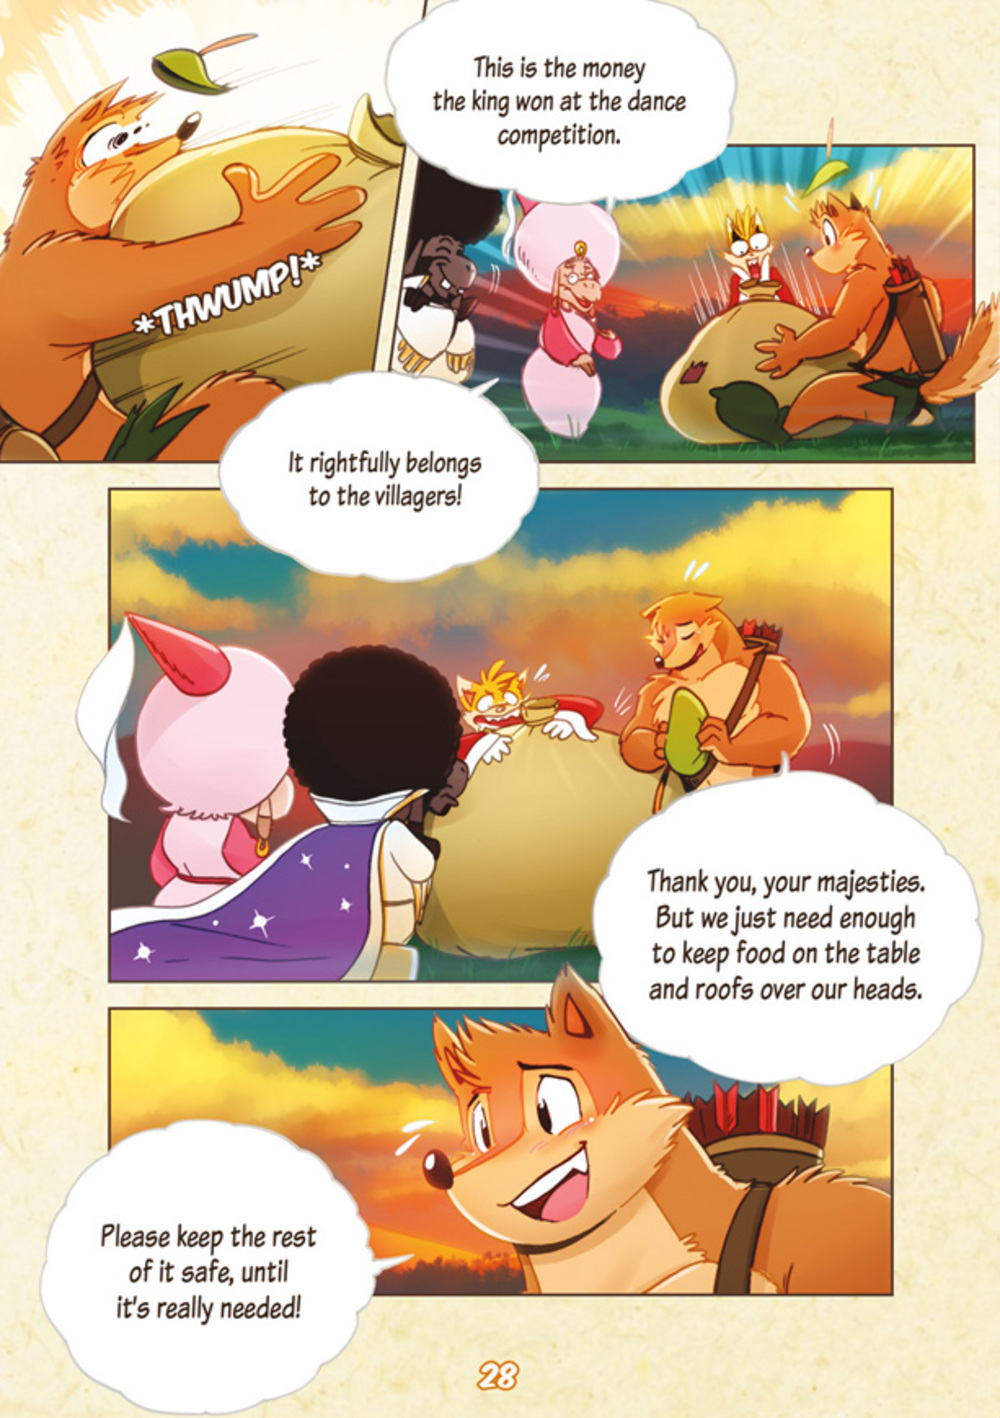 This is the money
the king won at the dance
competition.
*THWUMP!*
It rightfully belongs
to the villagers!
Thank you, your majesties.
But we just need enough
to keep food on the table
and roofs over our heads.
Please keep the rest
of it safe, until
it's really needed!
28